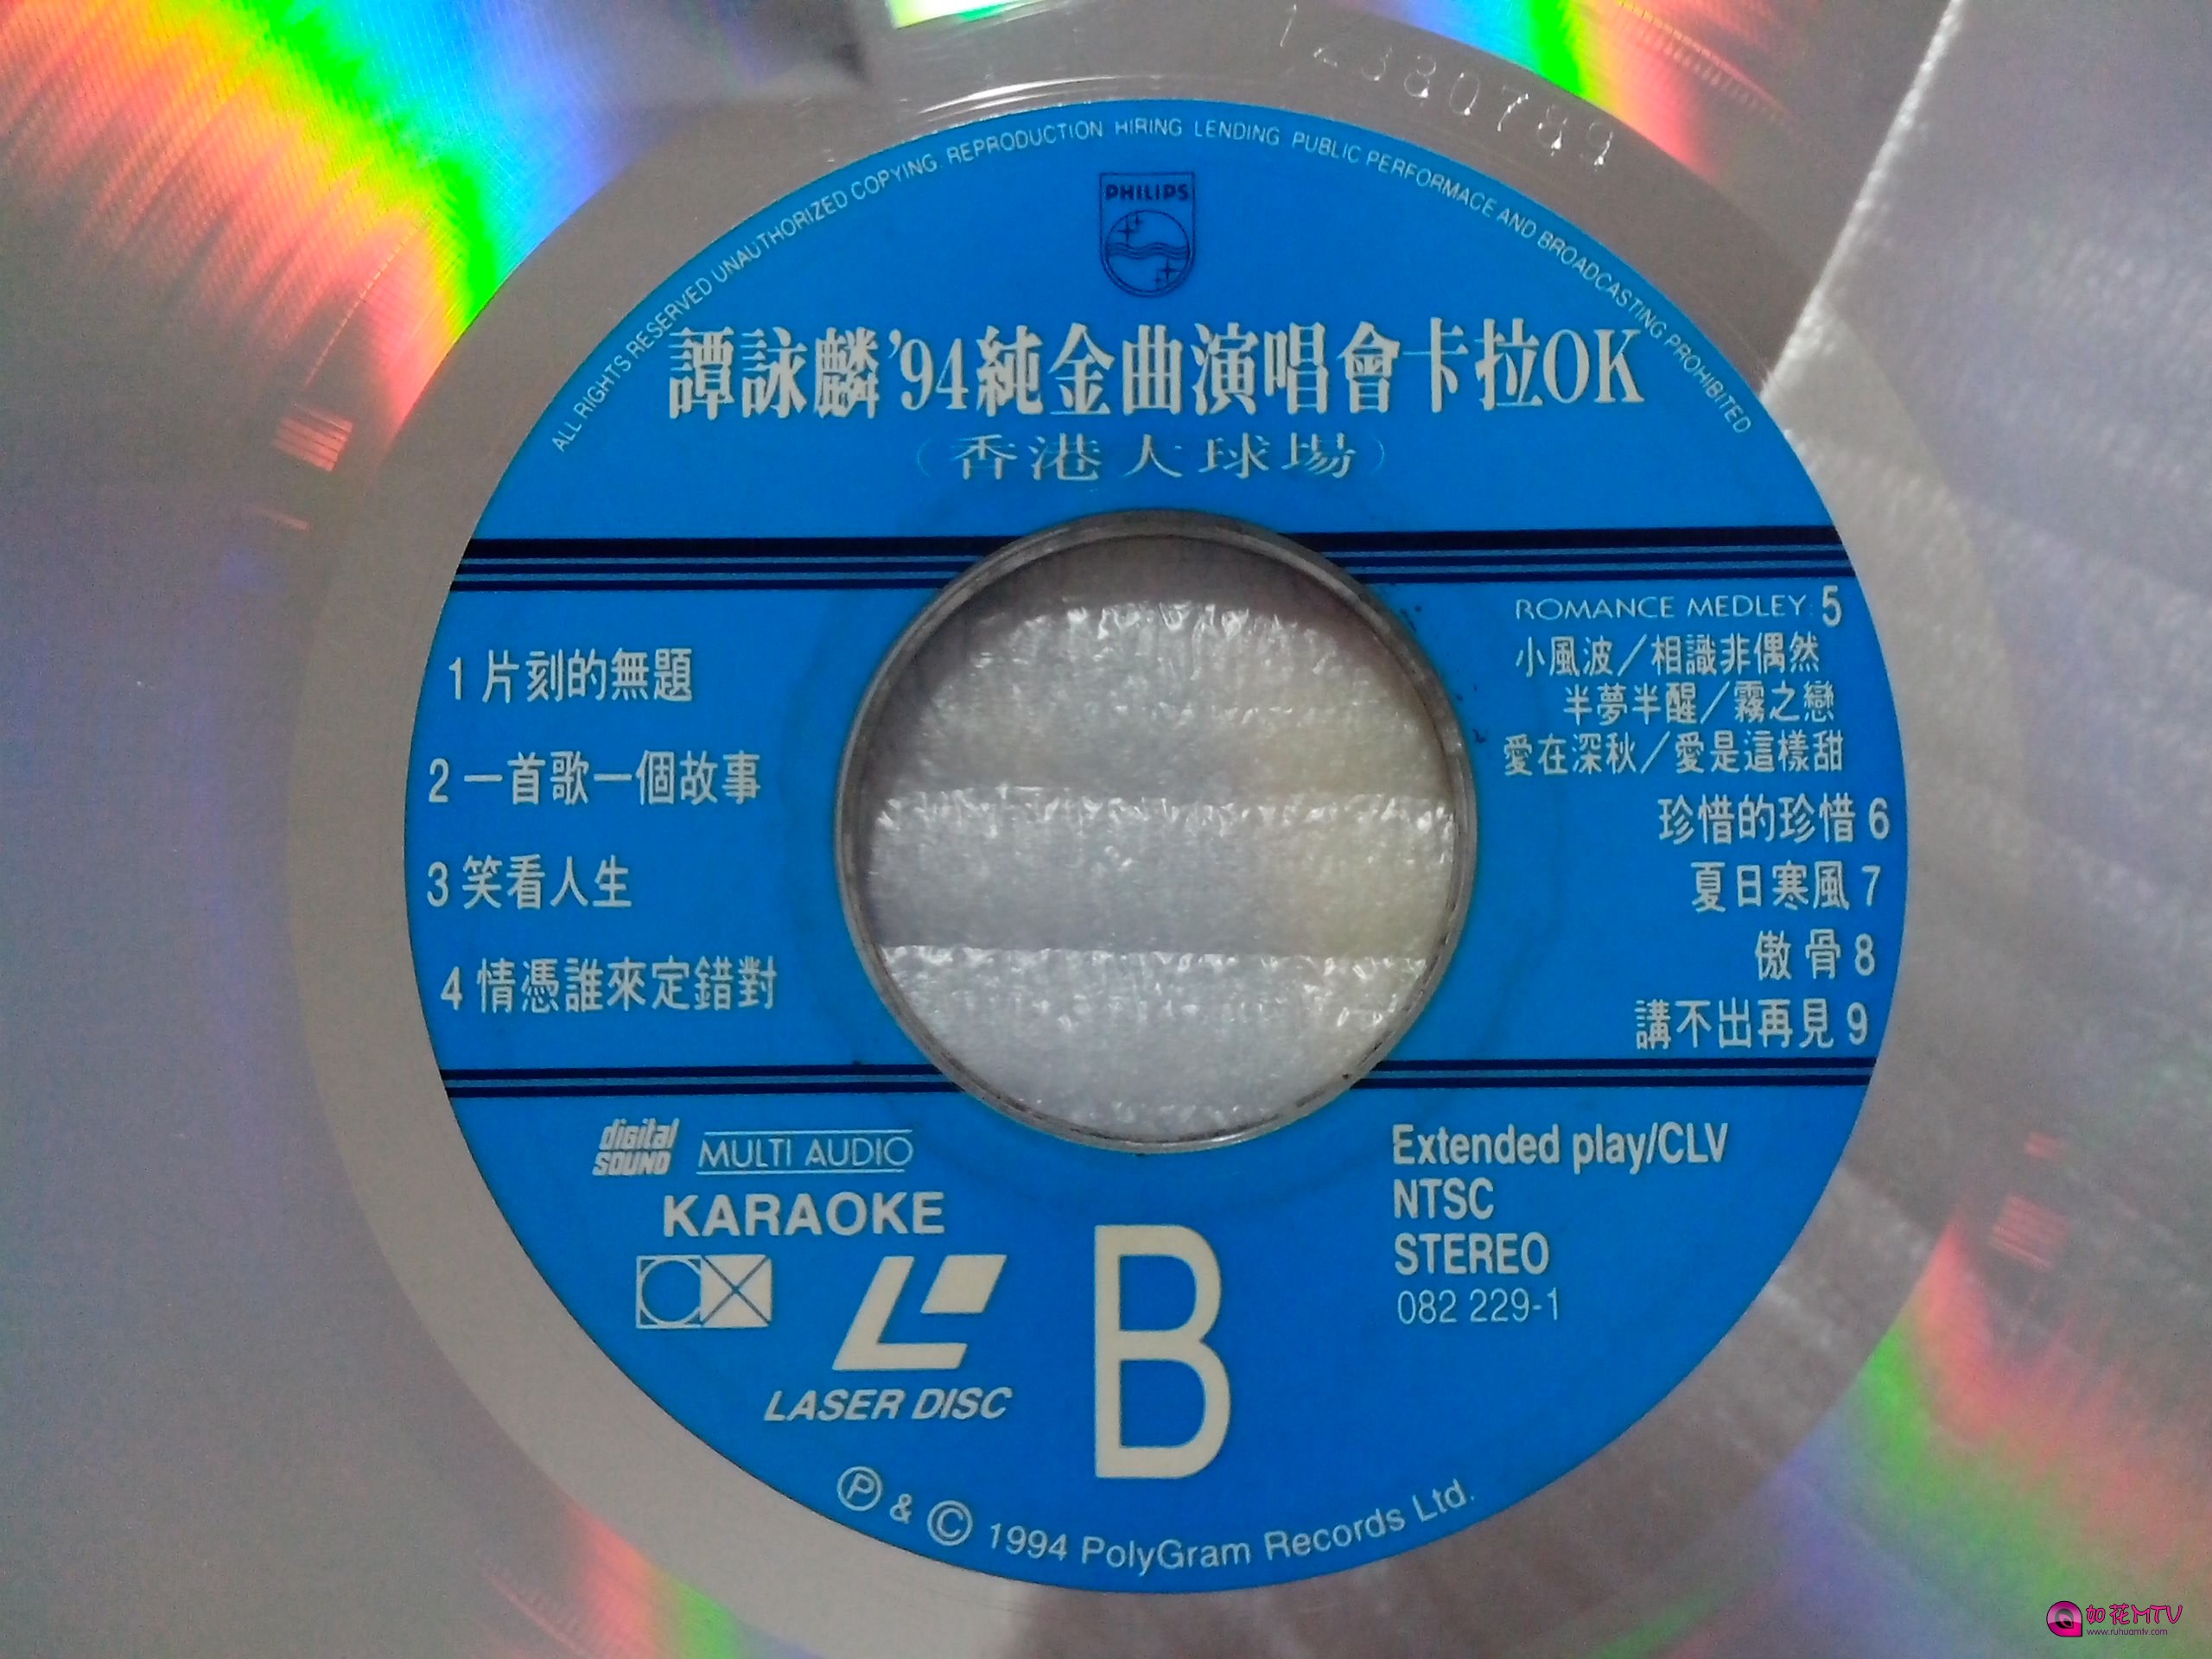 12380789
ALL RIGHTS RESERVED UNAUTHORIZED COPYING. REPRODUCTION HIRING LENDING PUBLIC PERFORMACE AND BROADCASTING PROHIBITED
PHILIPS
譚詠麟'94純金曲演唱會卡拉OK
(香港大球場)
1 片刻的無題
2 一首歌一個故事
3 笑看人生
4 情憑誰來定錯對
ROMANCE MEDLEY: 5
小風波/相識非偶然
半夢半醒/霧之戀
愛在深秋/愛是這樣甜
珍惜的珍惜 6
夏日寒風 7
傲骨 8
講不出再見 9
digital SOUND
MULTI AUDIO
KARAOKE
LASER DISC
B
Extended play/CLV
NTSC
STEREO
082 229-1
Ⓟ & © 1994 PolyGram Records Ltd.
如花MTV
www.ruhuamtv.com